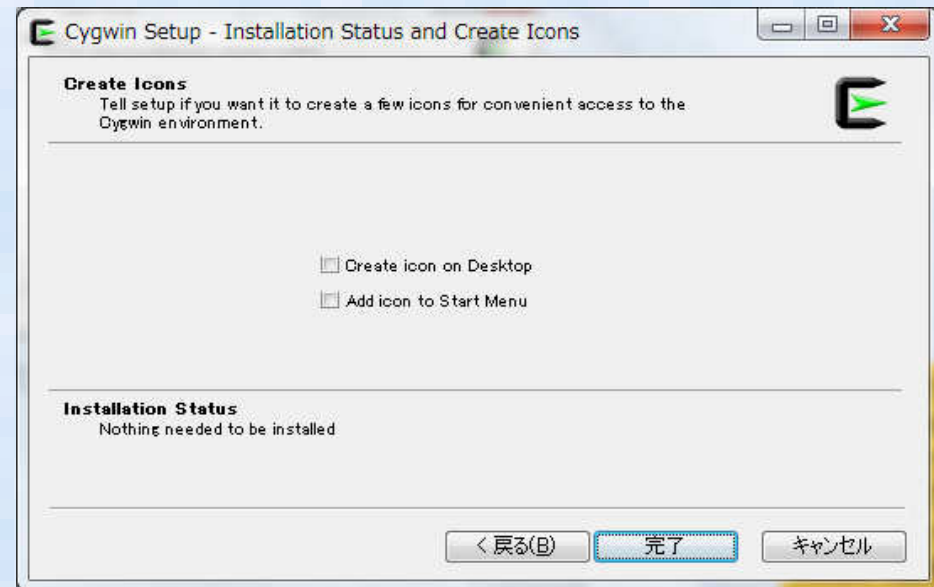 Cygwin Setup - Installation Status and Create Icons
Create Icons
Tell setup if you want it to create a few icons for convenient access to the
Cygwin environment.
Create icon on Desktop
Add icon to Start Menu
Installation Status
Nothing needed to be installed
< 戻る(B)
完了
キャンセル